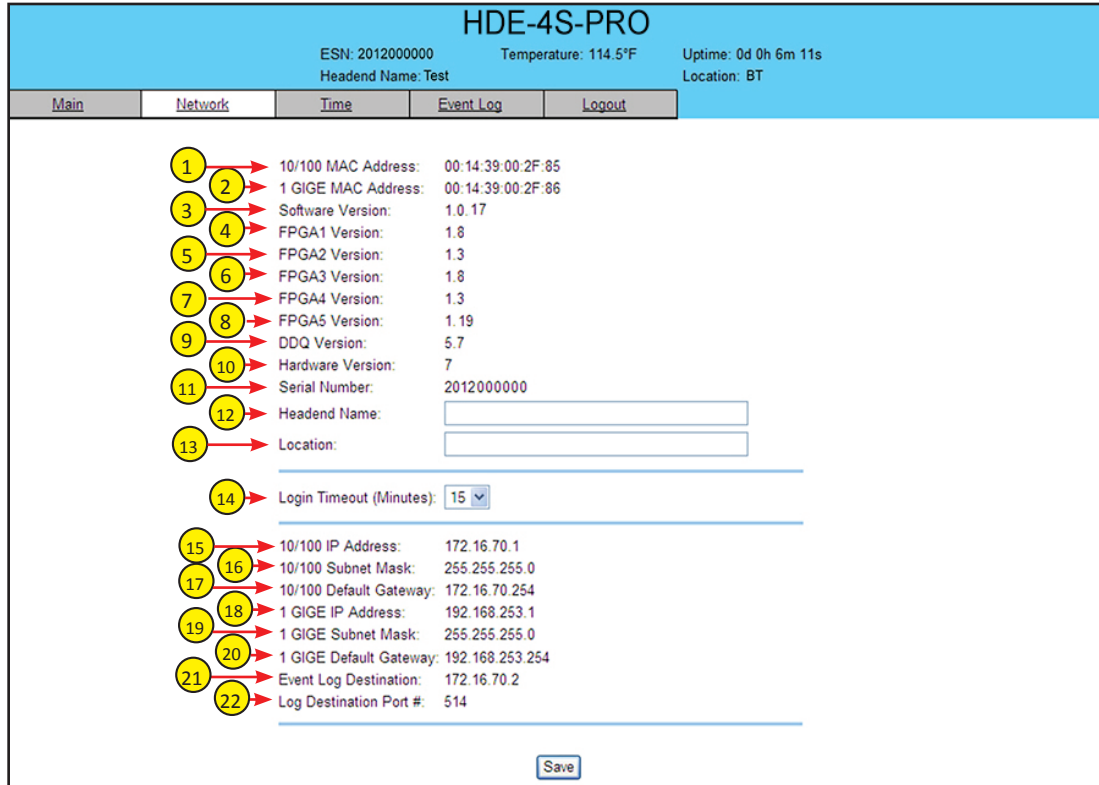 HDE-4S-PRO
ESN: 2012000000 Temperature: 114.5°F Uptime: 0d 0h 6m 11s
Headend Name: Test Location: BT
Main Network Time Event Log Logout
1 10/100 MAC Address: 00:14:39:00:2F:85
2 1 GIGE MAC Address: 00:14:39:00:2F:86
3 Software Version: 1.0.17
4 FPGA1 Version: 1.8
5 FPGA2 Version: 1.3
6 FPGA3 Version: 1.8
7 FPGA4 Version: 1.3
8 FPGA5 Version: 1.19
9 DDQ Version: 5.7
10 Hardware Version: 7
11 Serial Number: 2012000000
12 Headend Name:
13 Location:
14 Login Timeout (Minutes): 15
15 10/100 IP Address: 172.16.70.1
16 10/100 Subnet Mask: 255.255.255.0
17 10/100 Default Gateway: 172.16.70.254
18 1 GIGE IP Address: 192.168.253.1
19 1 GIGE Subnet Mask: 255.255.255.0
20 1 GIGE Default Gateway: 192.168.253.254
21 Event Log Destination: 172.16.70.2
22 Log Destination Port #: 514
Save